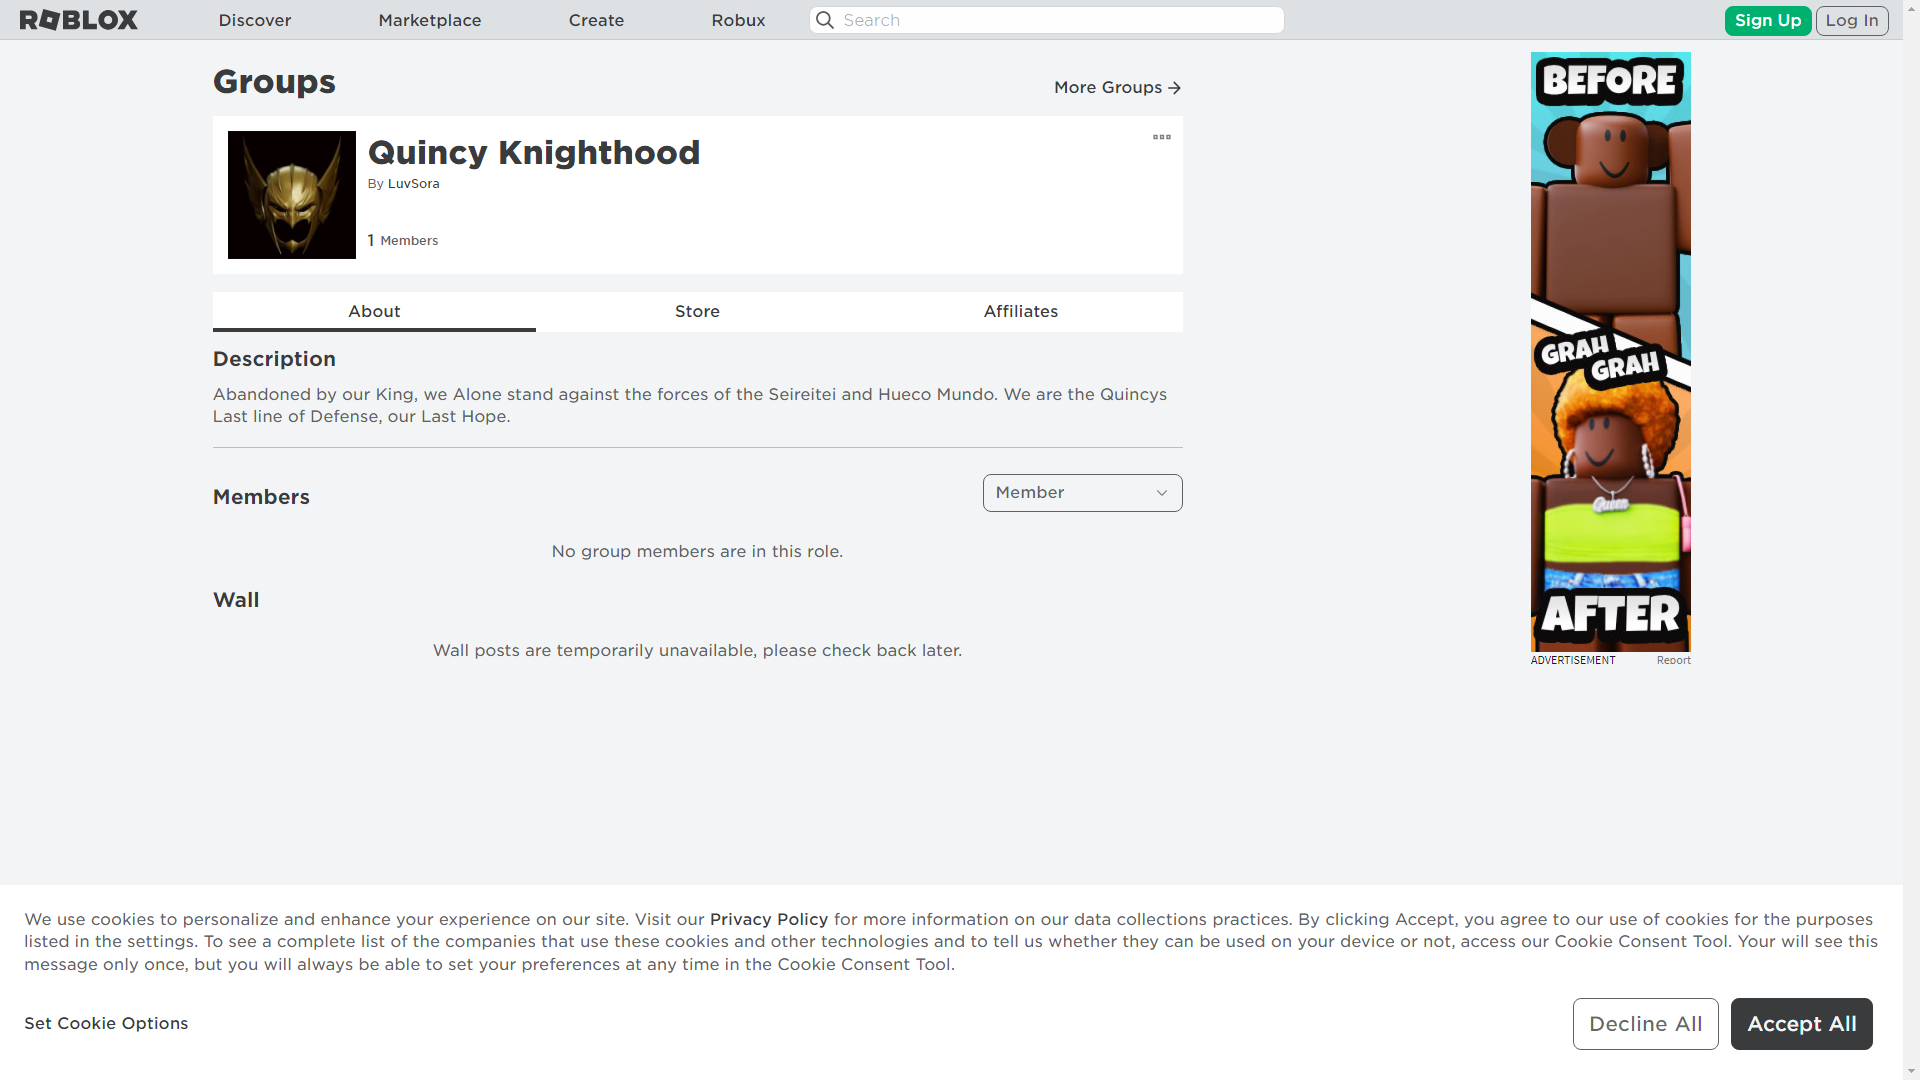 ROBLOX
Discover
Marketplace
Create
Robux
Search
Sign Up
Log In
Groups
More Groups
Quincy Knighthood
By LuvSora
1 Members
About
Store
Affiliates
Description
Abandoned by our King, we Alone stand against the forces of the Seireitei and Hueco Mundo. We are the Quincys
Last line of Defense, our Last Hope.
Members
Member
No group members are in this role.
Wall
Wall posts are temporarily unavailable, please check back later.
BEFORE
GRAH
GRAH
Queen
AFTER
ADVERTISEMENT
Report
We use cookies to personalize and enhance your experience on our site. Visit our Privacy Policy for more information on our data collections practices. By clicking Accept, you agree to our use of cookies for the purposes
listed in the settings. To see a complete list of the companies that use these cookies and other technologies and to tell us whether they can be used on your device or not, access our Cookie Consent Tool. Your will see this
message only once, but you will always be able to set your preferences at any time in the Cookie Consent Tool.
Set Cookie Options
Decline All
Accept All